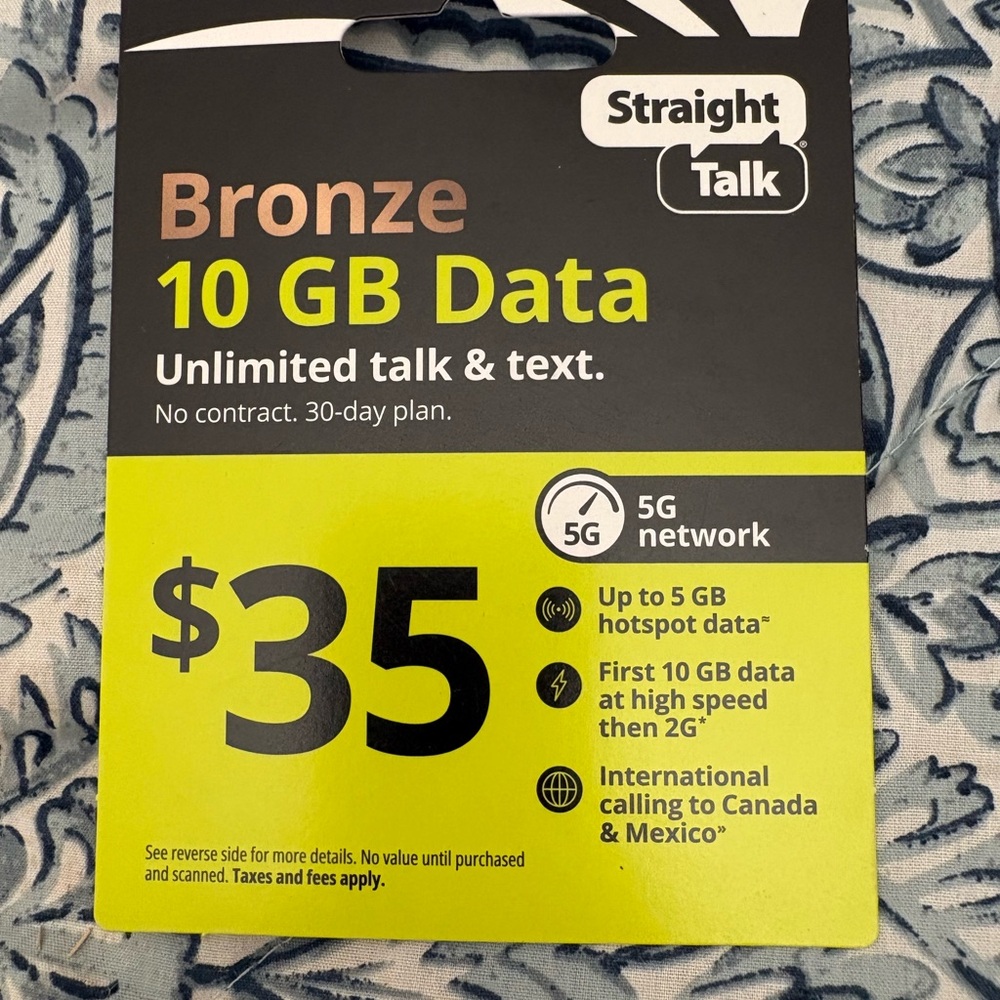 Straight
Talk®
Bronze
10 GB Data
Unlimited talk & text.
No contract. 30-day plan.
5G
5G
network
$35
Up to 5 GB
hotspot data≈
First 10 GB data
at high speed
then 2G*
International
calling to Canada
& Mexico»
See reverse side for more details. No value until purchased
and scanned. Taxes and fees apply.